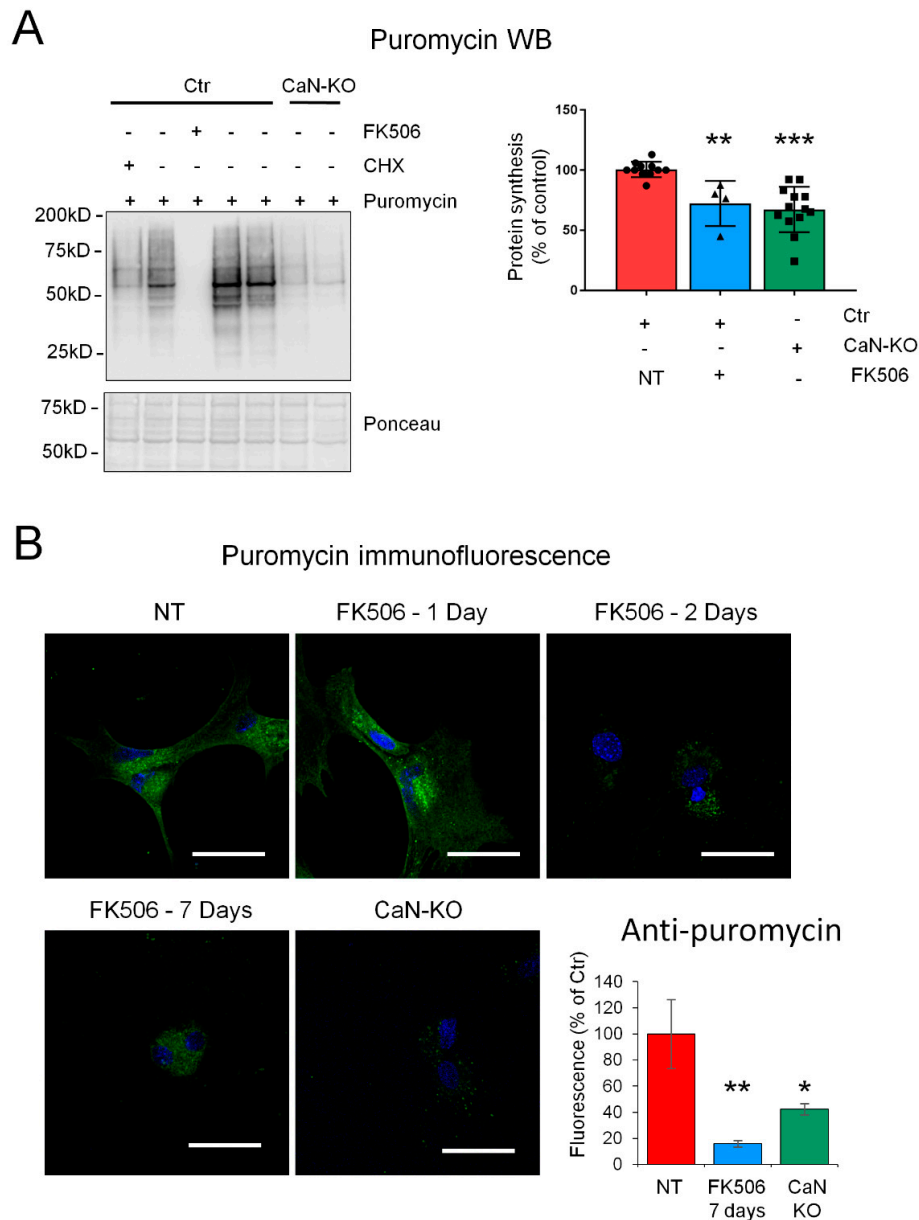 A
Puromycin WB
Ctr CaN-KO
- - + - - - - FK506
+ - - - - - - CHX
+ + + + + + + Puromycin
200kD
75kD
50kD
25kD
75kD
50kD
Ponceau
Protein synthesis
(% of control)
150
100
50
0
** ***
+ + - Ctr
- - + CaN-KO
NT + - FK506
B
Puromycin immunofluorescence
NT FK506 - 1 Day FK506 - 2 Days
FK506 - 7 Days CaN-KO
Anti-puromycin
Fluorescence (% of Ctr)
140
120
100
80
60
40
20
0
** *
NT FK506 CaN
7 days KO